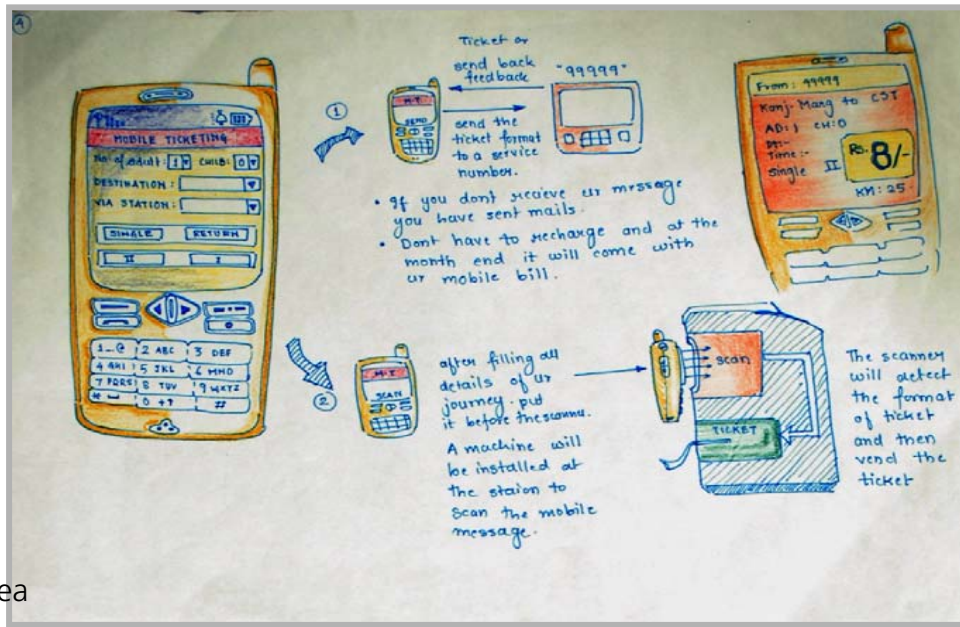 A
MOBILE TICKETING
No. of adult: 1 CHILD: 0
DESTINATION:
VIA STATION:
SINGLE RETURN
II I
1-@ 2 ABC 3 DEF
4 GHI 5 JKL 6 MNO
7 PQRS 8 TUV 9 WXYZ
0 +? #
1
M-T
SEND
Ticket or
send back
feedback
"99999"
send the
ticket format
to a service
number.
• If you dont recieve ur message
you have sent mails.
• Dont have to recharge and at the
month end it will come with
ur mobile bill.
From: 99999
Kanj. Marg to CST
AD:1 CH:0
Dt:-
Time:-
Single II
Rs. 8/-
KM: 25
2
M-T
SCAN
after filling all
details of ur
journey. put
it before the scanner.
A machine will
be installed at
the staion to
scan the mobile
message.
scan
TICKET
The scanner
will detect
the format
of ticket
and then
vend the
ticket
ea